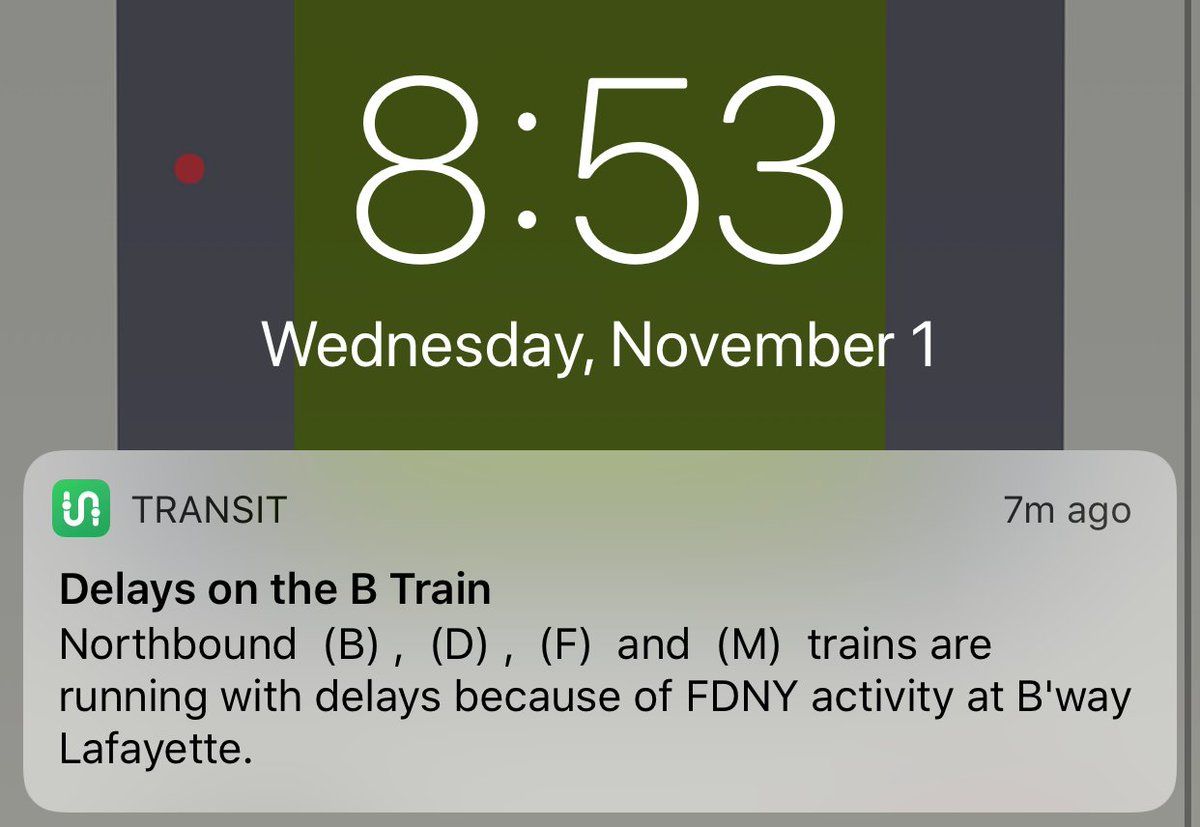 8:53
Wednesday, November 1
TRANSIT 7m ago
Delays on the B Train
Northbound (B) , (D) , (F) and (M) trains are
running with delays because of FDNY activity at B'way
Lafayette.